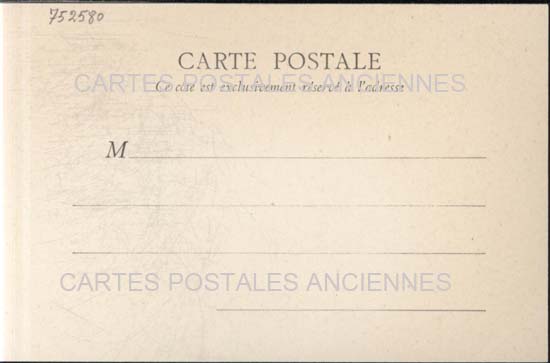 752580
CARTE POSTALE
CARTES POSTALES ANCIENNES
Ce côté est exclusivement réservé à l'adresse
M
CARTES POSTALES ANCIENNES